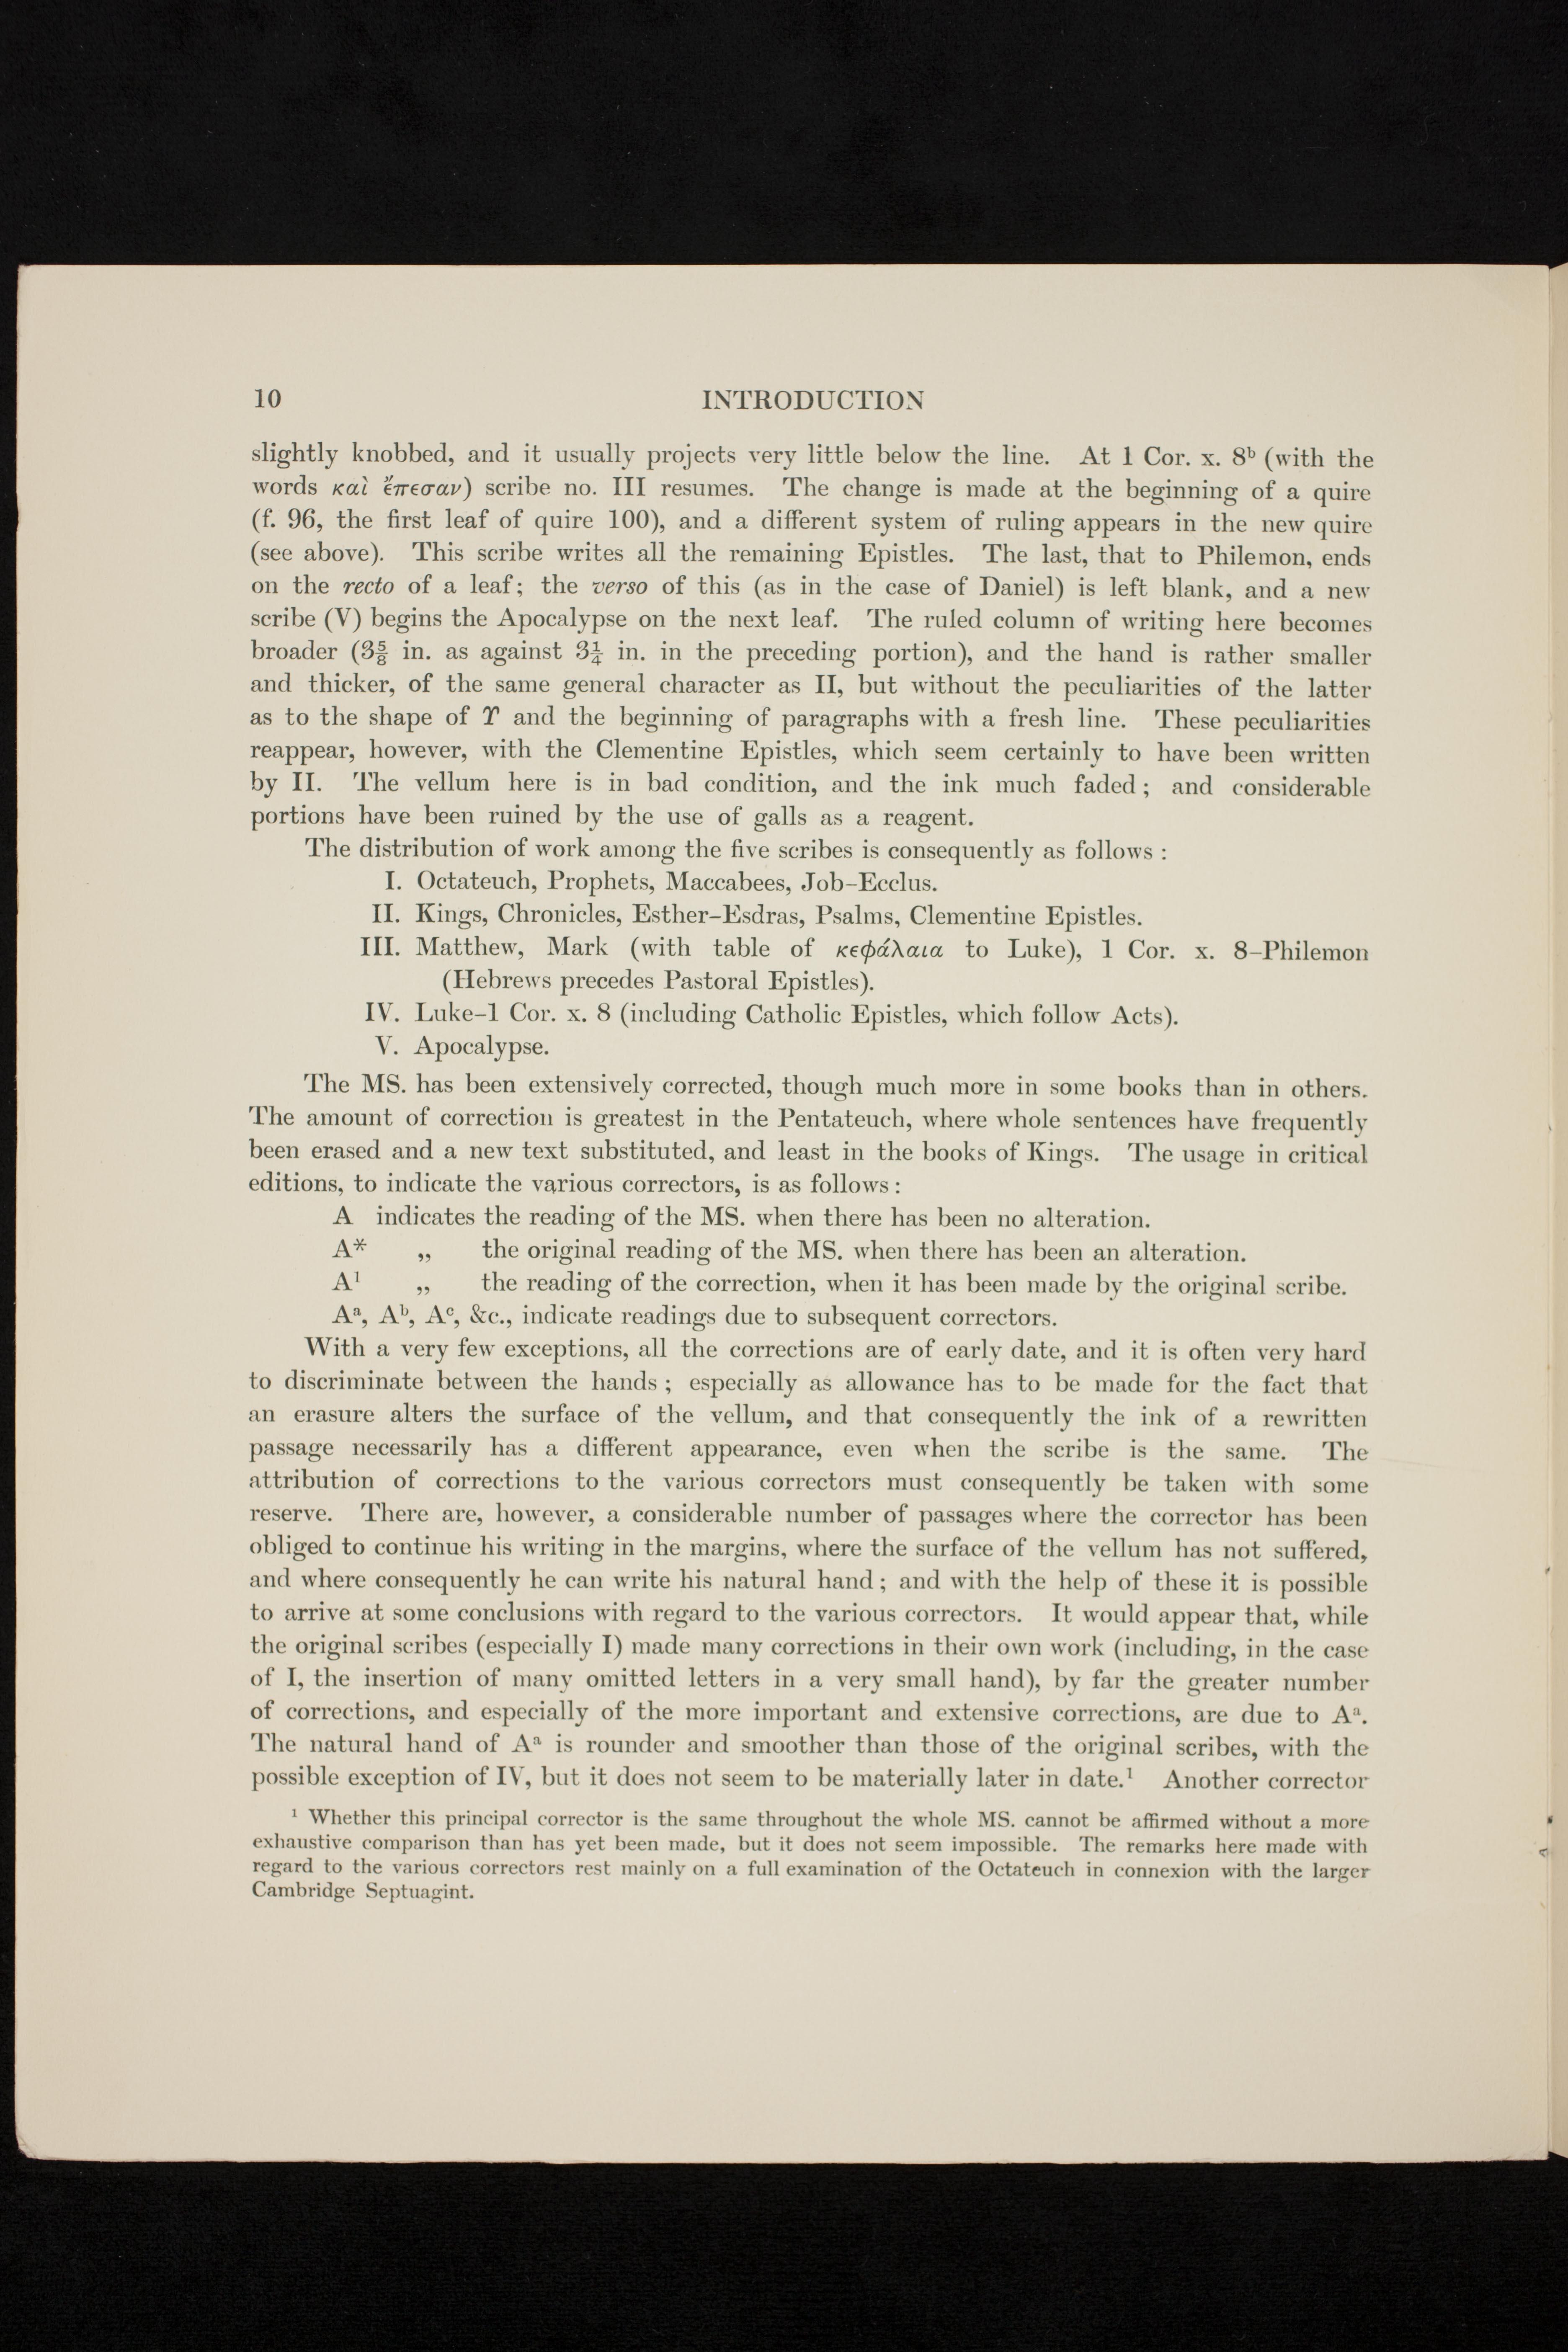 10 INTRODUCTION
slightly knobbed, and it usually projects very little below the line. At 1 Cor. x. 8ᵇ (with the
words καὶ ἔπεσαν) scribe no. III resumes. The change is made at the beginning of a quire
(f. 96, the first leaf of quire 100), and a different system of ruling appears in the new quire
(see above). This scribe writes all the remaining Epistles. The last, that to Philemon, ends
on the recto of a leaf; the verso of this (as in the case of Daniel) is left blank, and a new
scribe (V) begins the Apocalypse on the next leaf. The ruled column of writing here becomes
broader (3⅝ in. as against 3¼ in. in the preceding portion), and the hand is rather smaller
and thicker, of the same general character as II, but without the peculiarities of the latter
as to the shape of ϒ and the beginning of paragraphs with a fresh line. These peculiarities
reappear, however, with the Clementine Epistles, which seem certainly to have been written
by II. The vellum here is in bad condition, and the ink much faded; and considerable
portions have been ruined by the use of galls as a reagent.
The distribution of work among the five scribes is consequently as follows:
I. Octateuch, Prophets, Maccabees, Job–Ecclus.
II. Kings, Chronicles, Esther–Esdras, Psalms, Clementine Epistles.
III. Matthew, Mark (with table of κεφάλαια to Luke), 1 Cor. x. 8–Philemon
(Hebrews precedes Pastoral Epistles).
IV. Luke–1 Cor. x. 8 (including Catholic Epistles, which follow Acts).
V. Apocalypse.
The MS. has been extensively corrected, though much more in some books than in others.
The amount of correction is greatest in the Pentateuch, where whole sentences have frequently
been erased and a new text substituted, and least in the books of Kings. The usage in critical
editions, to indicate the various correctors, is as follows:
A indicates the reading of the MS. when there has been no alteration.
A* ,, the original reading of the MS. when there has been an alteration.
A¹ ,, the reading of the correction, when it has been made by the original scribe.
Aᵃ, Aᵇ, Aᶜ, &c., indicate readings due to subsequent correctors.
With a very few exceptions, all the corrections are of early date, and it is often very hard
to discriminate between the hands; especially as allowance has to be made for the fact that
an erasure alters the surface of the vellum, and that consequently the ink of a rewritten
passage necessarily has a different appearance, even when the scribe is the same. The
attribution of corrections to the various correctors must consequently be taken with some
reserve. There are, however, a considerable number of passages where the corrector has been
obliged to continue his writing in the margins, where the surface of the vellum has not suffered,
and where consequently he can write his natural hand; and with the help of these it is possible
to arrive at some conclusions with regard to the various correctors. It would appear that, while
the original scribes (especially I) made many corrections in their own work (including, in the case
of I, the insertion of many omitted letters in a very small hand), by far the greater number
of corrections, and especially of the more important and extensive corrections, are due to Aᵃ.
The natural hand of Aᵃ is rounder and smoother than those of the original scribes, with the
possible exception of IV, but it does not seem to be materially later in date.¹ Another corrector
¹ Whether this principal corrector is the same throughout the whole MS. cannot be affirmed without a more
exhaustive comparison than has yet been made, but it does not seem impossible. The remarks here made with
regard to the various correctors rest mainly on a full examination of the Octateuch in connexion with the larger
Cambridge Septuagint.